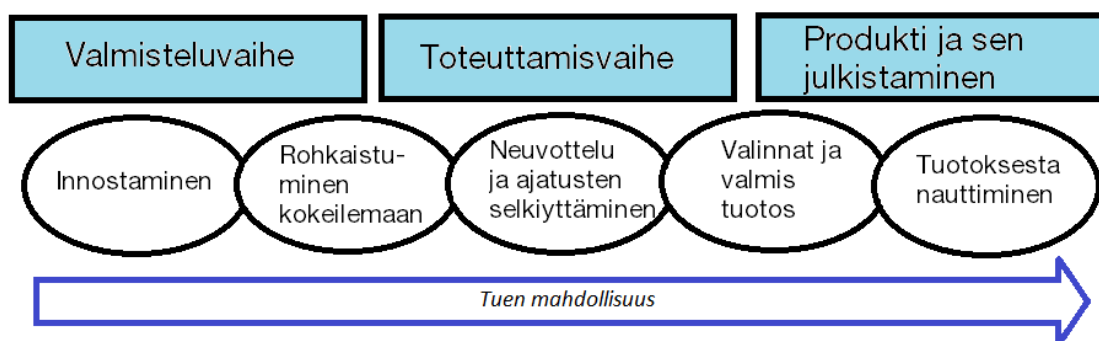 Valmisteluvaihe
Toteuttamisvaihe
Produkti ja sen
julkistaminen
Innostaminen
Rohkaistu-
minen
kokeilemaan
Neuvottelu
ja ajatusten
selkiyttäminen
Valinnat ja
valmis
tuotos
Tuotoksesta
nauttiminen
Tuen mahdollisuus